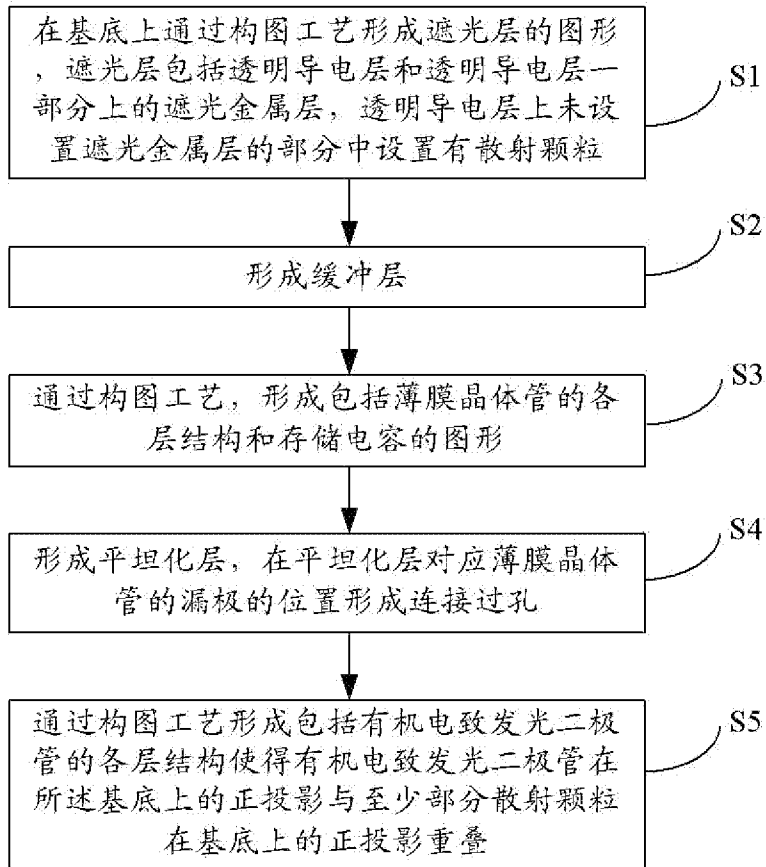 在基底上通过构图工艺形成遮光层的图形
，遮光层包括透明导电层和透明导电层一
部分上的遮光金属层，透明导电层上未设
置遮光金属层的部分中设置有散射颗粒
S1
形成缓冲层
S2
通过构图工艺，形成包括薄膜晶体管的各
层结构和存储电容的图形
S3
形成平坦化层，在平坦化层对应薄膜晶体
管的漏极的位置形成连接过孔
S4
通过构图工艺形成包括有机电致发光二极
管的各层结构使得有机电致发光二极管在
所述基底上的正投影与至少部分散射颗粒
在基底上的正投影重叠
S5